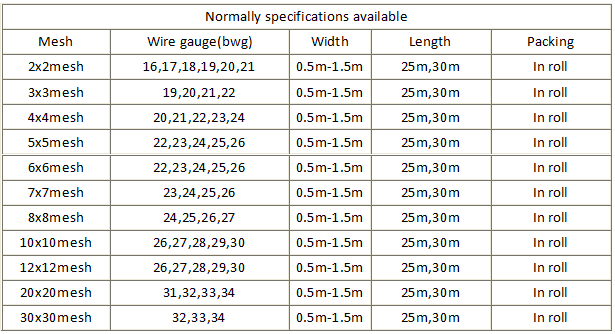 Normally specifications available
Mesh Wire gauge(bwg) Width Length Packing
2x2mesh 16,17,18,19,20,21 0.5m-1.5m 25m,30m In roll
3x3mesh 19,20,21,22 0.5m-1.5m 25m,30m In roll
4x4mesh 20,21,22,23,24 0.5m-1.5m 25m,30m In roll
5x5mesh 22,23,24,25,26 0.5m-1.5m 25m,30m In roll
6x6mesh 22,23,24,25,26 0.5m-1.5m 25m,30m In roll
7x7mesh 23,24,25,26 0.5m-1.5m 25m,30m In roll
8x8mesh 24,25,26,27 0.5m-1.5m 25m,30m In roll
10x10mesh 26,27,28,29,30 0.5m-1.5m 25m,30m In roll
12x12mesh 26,27,28,29,30 0.5m-1.5m 25m,30m In roll
20x20mesh 31,32,33,34 0.5m-1.5m 25m,30m In roll
30x30mesh 32,33,34 0.5m-1.5m 25m,30m In roll